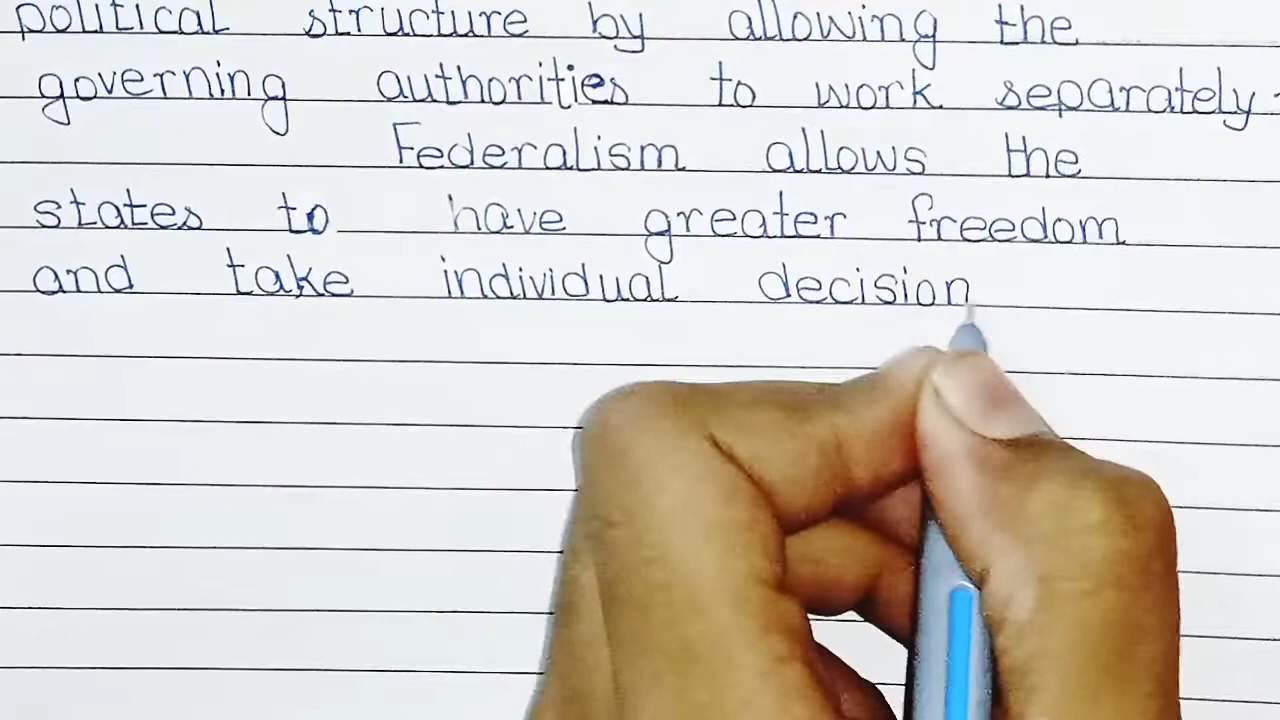 political structure by allowing the
governing authorities to work separately.
Federalism allows the
states to have greater freedom
and take individual decision